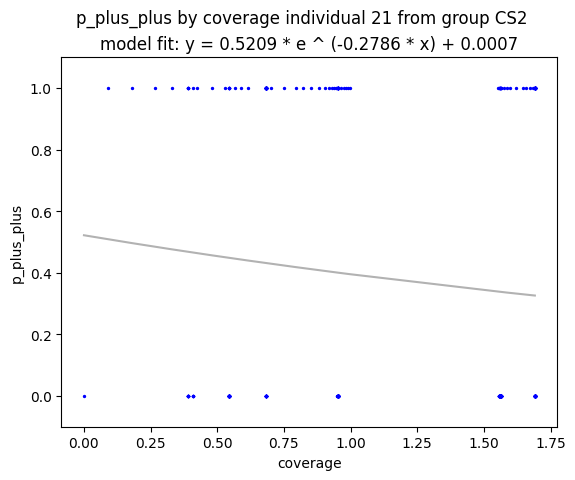 p_plus_plus by coverage individual 21 from group CS2
model fit: y = 0.5209 * e ^ (-0.2786 * x) + 0.0007
p_plus_plus
1.0
0.8
0.6
0.4
0.2
0.0
0.00 0.25 0.50 0.75 1.00 1.25 1.50 1.75
coverage